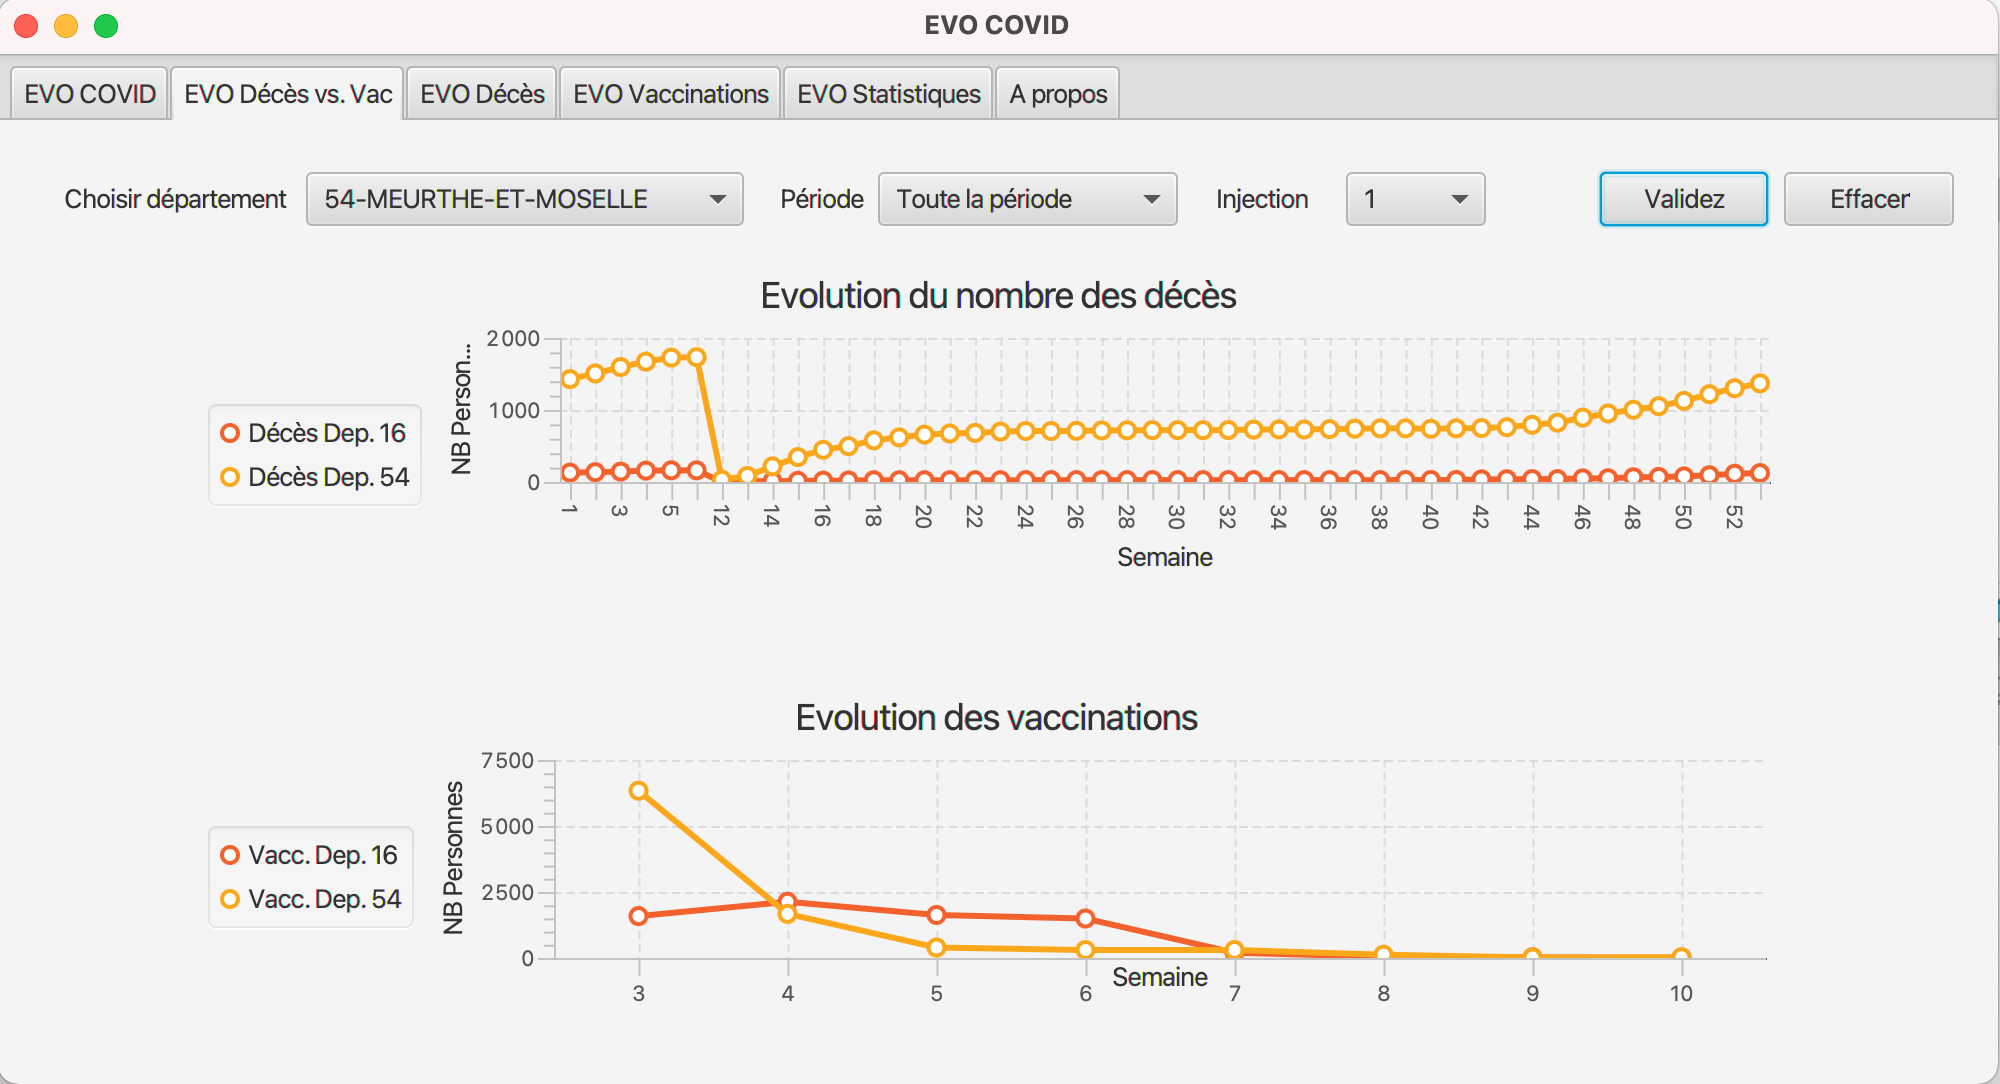 EVO COVID
EVO COVID EVO Décès vs. Vac EVO Décès EVO Vaccinations EVO Statistiques A propos
Choisir département 54-MEURTHE-ET-MOSELLE Période Toute la période Injection 1 Validez Effacer
Evolution du nombre des décès
NB Person...
2 000
1 000
0
Décès Dep. 16
Décès Dep. 54
1 3 5 12 14 16 18 20 22 24 26 28 30 32 34 36 38 40 42 44 46 48 50 52
Semaine
Evolution des vaccinations
NB Personnes
7 500
5 000
2 500
0
Vacc. Dep. 16
Vacc. Dep. 54
Semaine
3 4 5 6 7 8 9 10